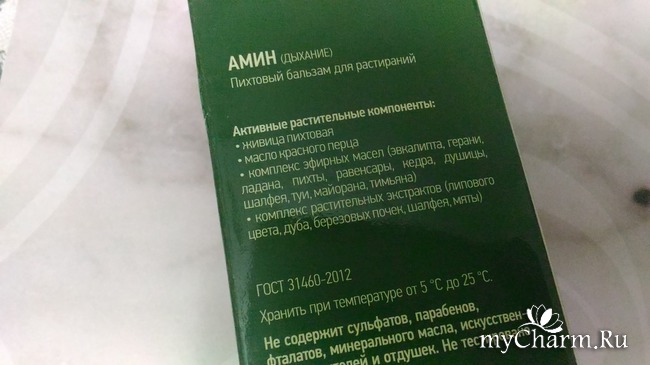 АМИН (ДЫХАНИЕ)
Пихтовый бальзам для растираний
Активные растительные компоненты:
• живица пихтовая
• масло красного перца
• комплекс эфирных масел (эвкалипта, герани,
ладана, пихты, равенсары, кедра, душицы,
шалфея, туи, майорана, тимьяна)
• комплекс растительных экстрактов (липового
цвета, дуба, березовых почек, шалфея, мяты)
ГОСТ 31460-2012
Хранить при температуре от 5 °C до 25 °C.
Не содержит сульфатов, парабенов,
фталатов, минерального масла, искусствен-
и отдушек. Не
myCharm.Ru